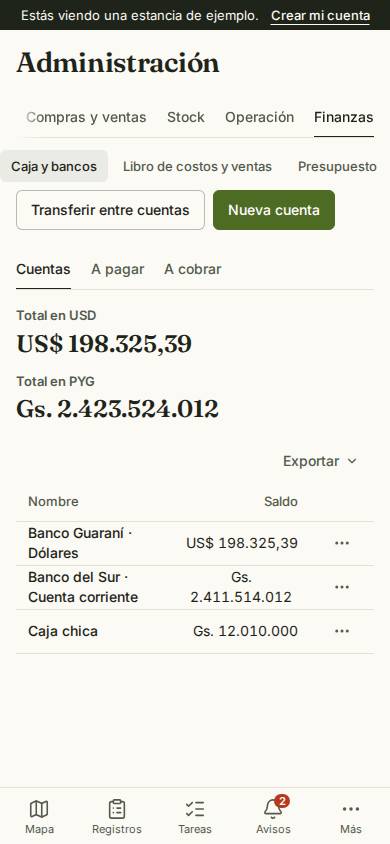 Estás viendo una estancia de ejemplo. Crear mi cuenta
Administración
Compras y ventas Stock Operación Finanzas
Caja y bancos Libro de costos y ventas Presupuesto
Transferir entre cuentas Nueva cuenta
Cuentas A pagar A cobrar
Total en USD
US$ 198.325,39
Total en PYG
Gs. 2.423.524.012
Exportar
Nombre Saldo
Banco Guaraní ·
Dólares
US$ 198.325,39
Banco del Sur ·
Cuenta corriente
Gs.
2.411.514.012
Caja chica Gs. 12.010.000
2
Mapa Registros Tareas Avisos Más